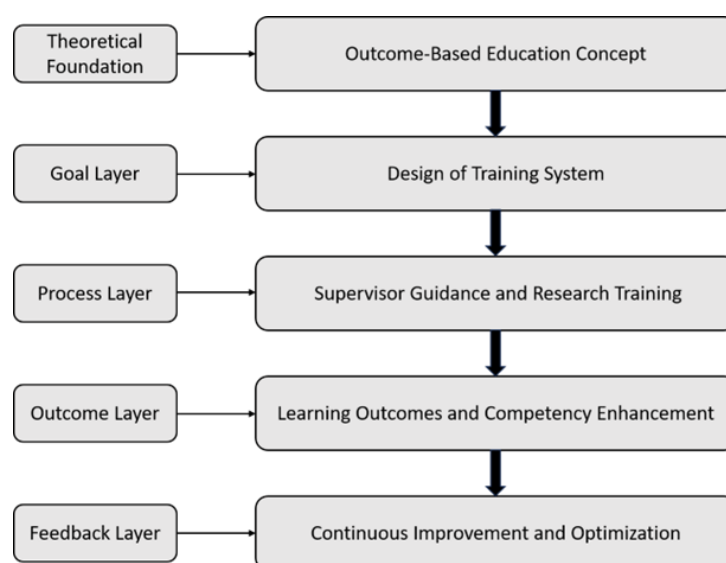 Theoretical
Foundation
Outcome-Based Education Concept
Goal Layer
Design of Training System
Process Layer
Supervisor Guidance and Research Training
Outcome Layer
Learning Outcomes and Competency Enhancement
Feedback Layer
Continuous Improvement and Optimization